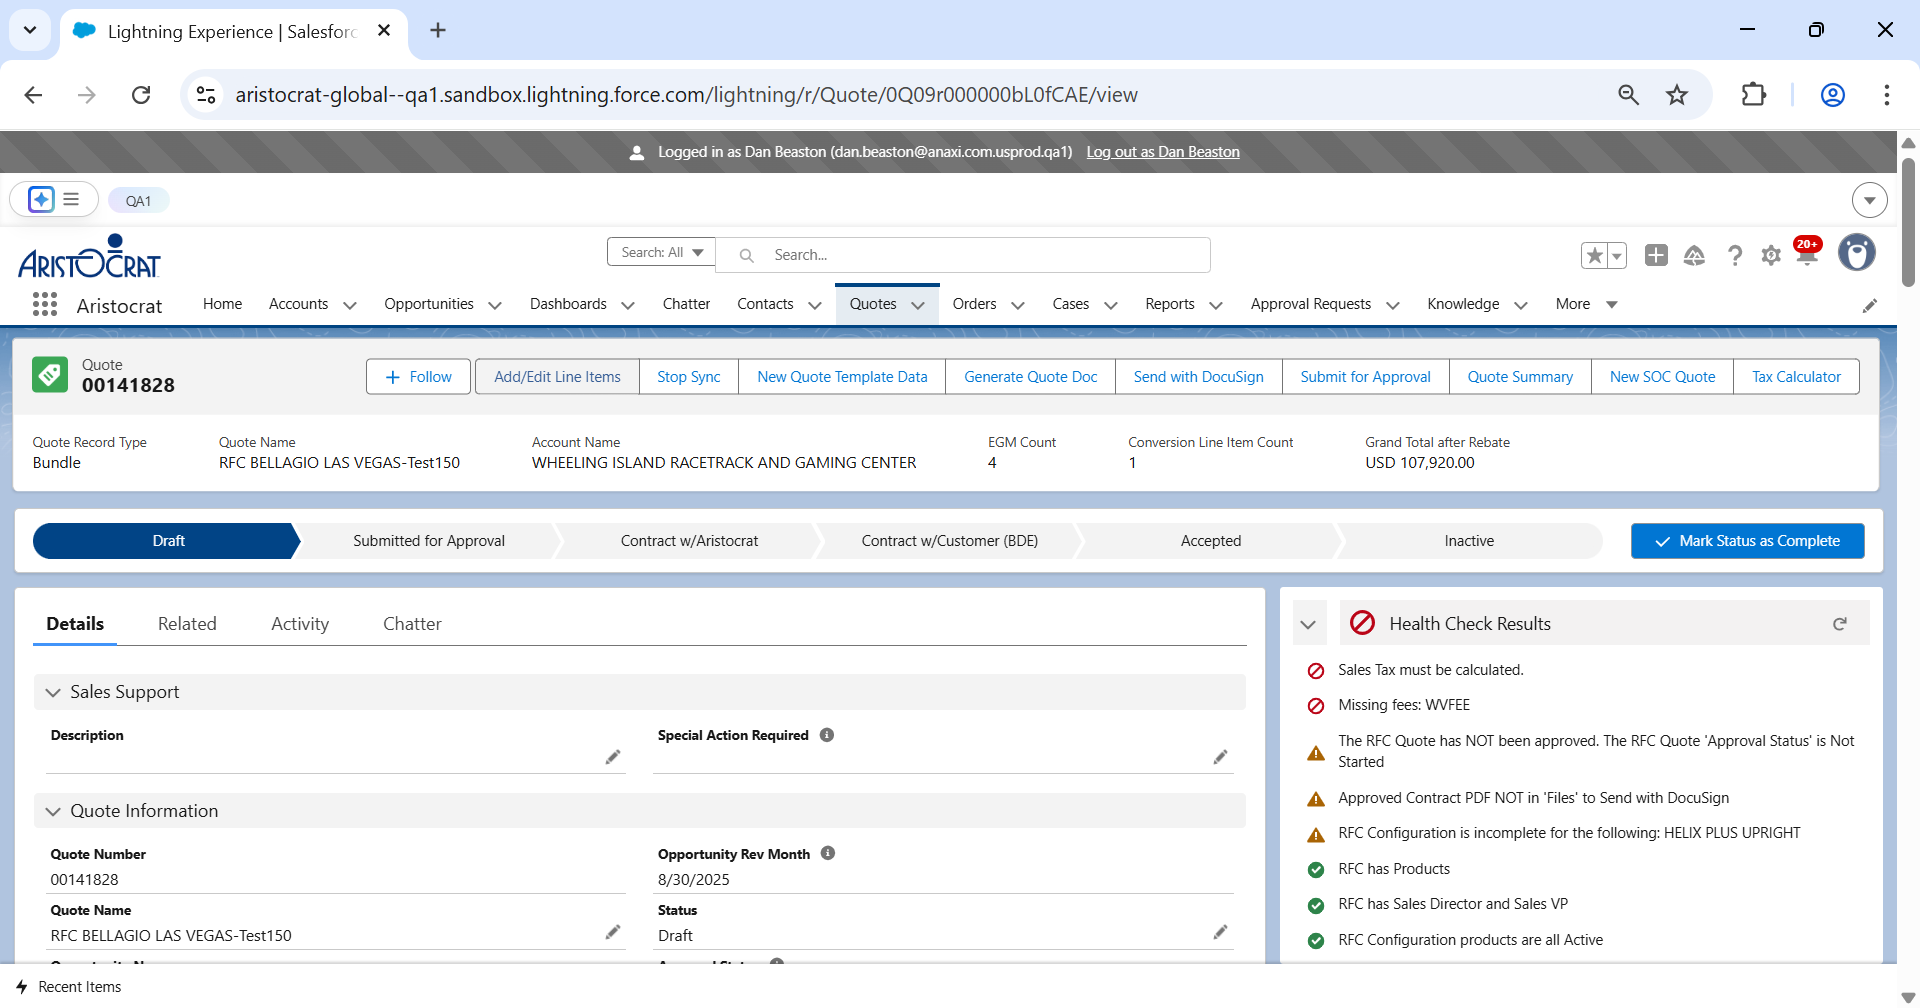 Lightning Experience | Salesforc
aristocrat-global--qa1.sandbox.lightning.force.com/lightning/r/Quote/0Q09r000000bL0fCAE/view
Logged in as Dan Beaston (dan.beaston@anaxi.com.usprod.qa1) Log out as Dan Beaston
QA1
ARISTOCRAT
Search: All
Search...
20+
Aristocrat Home Accounts Opportunities Dashboards Chatter Contacts Quotes Orders Cases Reports Approval Requests Knowledge More
Quote
00141828
Follow Add/Edit Line Items Stop Sync New Quote Template Data Generate Quote Doc Send with DocuSign Submit for Approval Quote Summary New SOC Quote Tax Calculator
Quote Record Type Quote Name Account Name EGM Count Conversion Line Item Count Grand Total after Rebate
Bundle RFC BELLAGIO LAS VEGAS-Test150 WHEELING ISLAND RACETRACK AND GAMING CENTER 4 1 USD 107,920.00
Draft Submitted for Approval Contract w/Aristocrat Contract w/Customer (BDE) Accepted Inactive Mark Status as Complete
Details Related Activity Chatter
Sales Support
Description Special Action Required
Quote Information
Quote Number Opportunity Rev Month
00141828 8/30/2025
Quote Name Status
RFC BELLAGIO LAS VEGAS-Test150 Draft
Health Check Results
Sales Tax must be calculated.
Missing fees: WVFEE
The RFC Quote has NOT been approved. The RFC Quote 'Approval Status' is Not
Started
Approved Contract PDF NOT in 'Files' to Send with DocuSign
RFC Configuration is incomplete for the following: HELIX PLUS UPRIGHT
RFC has Products
RFC has Sales Director and Sales VP
RFC Configuration products are all Active
Recent Items